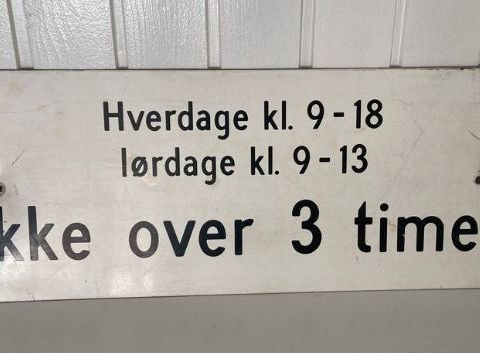 Hverdage kl. 9-18
lørdage kl. 9-13
kke over 3 time